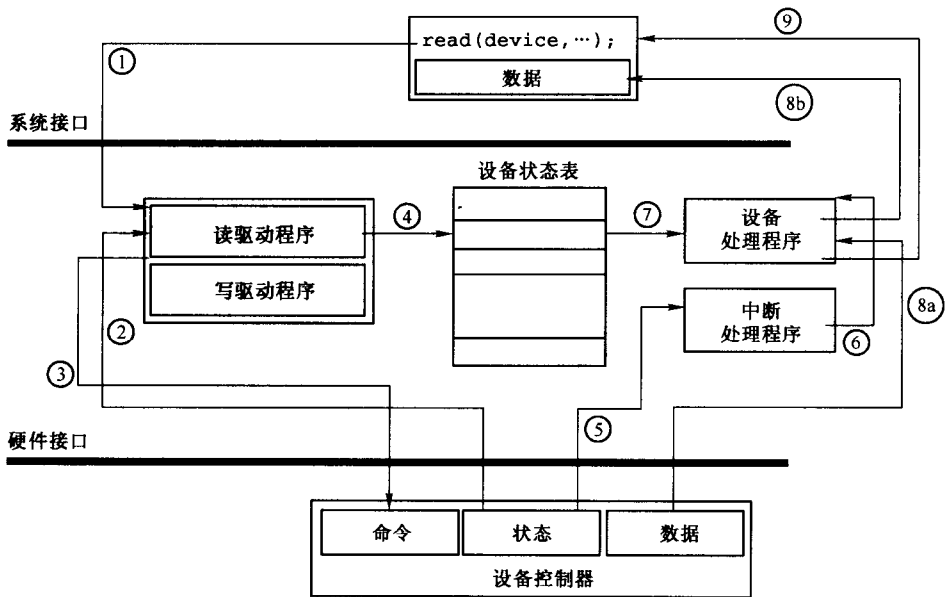 read(device,…);
数据
①
⑨
8b
系统接口
设备状态表
读驱动程序
写驱动程序
④
⑦
设备
处理程序
中断
处理程序
②
③
⑤
⑥
8a
硬件接口
命令
状态
数据
设备控制器